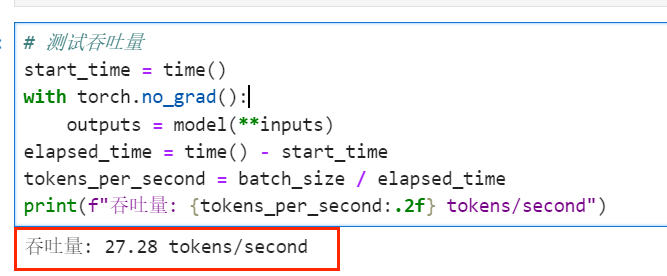 # 测试吞吐量
start_time = time()
with torch.no_grad():
    outputs = model(**inputs)
elapsed_time = time() - start_time
tokens_per_second = batch_size / elapsed_time
print(f"吞吐量: {tokens_per_second:.2f} tokens/second")
吞吐量: 27.28 tokens/second